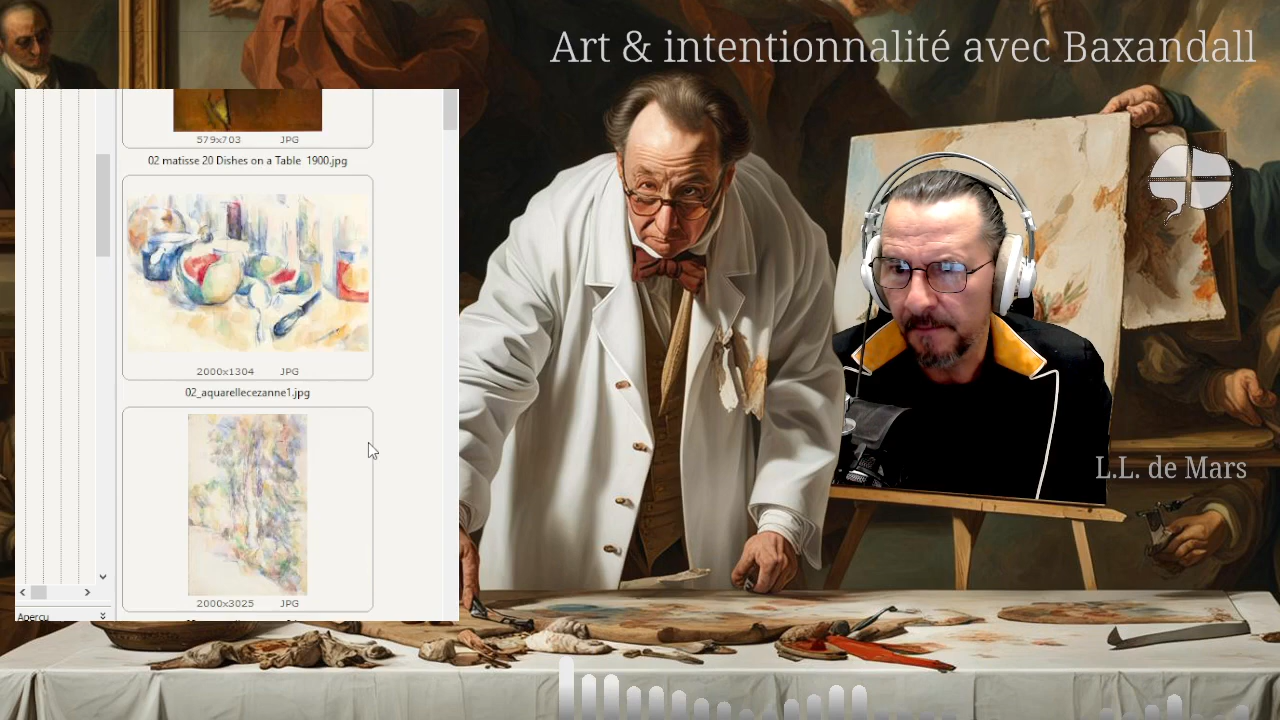 Art & intentionnalité avec Baxandall
579x703 JPG
02 matisse 20 Dishes on a Table 1900.jpg
2000x1304 JPG
02_aquarellecezanne1.jpg
L.L. de Mars
2000x3025 JPG
Aperçu